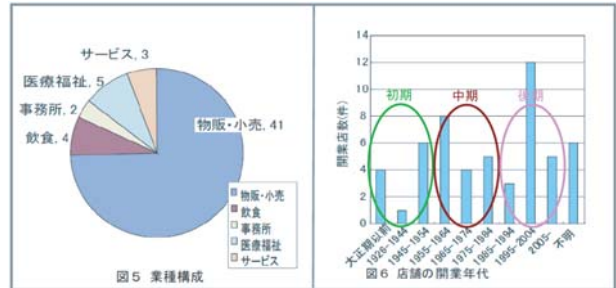 サービス, 3
医療福祉, 5
事務所, 2
飲食, 4
物販・小売, 41
物販・小売
飲食
事務所
医療福祉
サービス
図5 業種構成
開業店数(件)
14
12
10
8
6
4
2
0
初期
中期
後期
大正期以前
1926-1944
1945-1954
1955-1964
1965-1974
1975-1984
1985-1994
1995-2004
2005-
不明
図6 店舗の開業年代